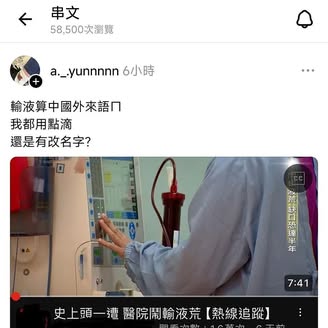 串文
58,500次瀏覽
a._.yunnnnn 6小時
輸液算中國外來語ㄇ
我都用點滴
還是有改名字?
7:41
史上頭一遭 醫院鬧輸液荒【熱線追蹤】